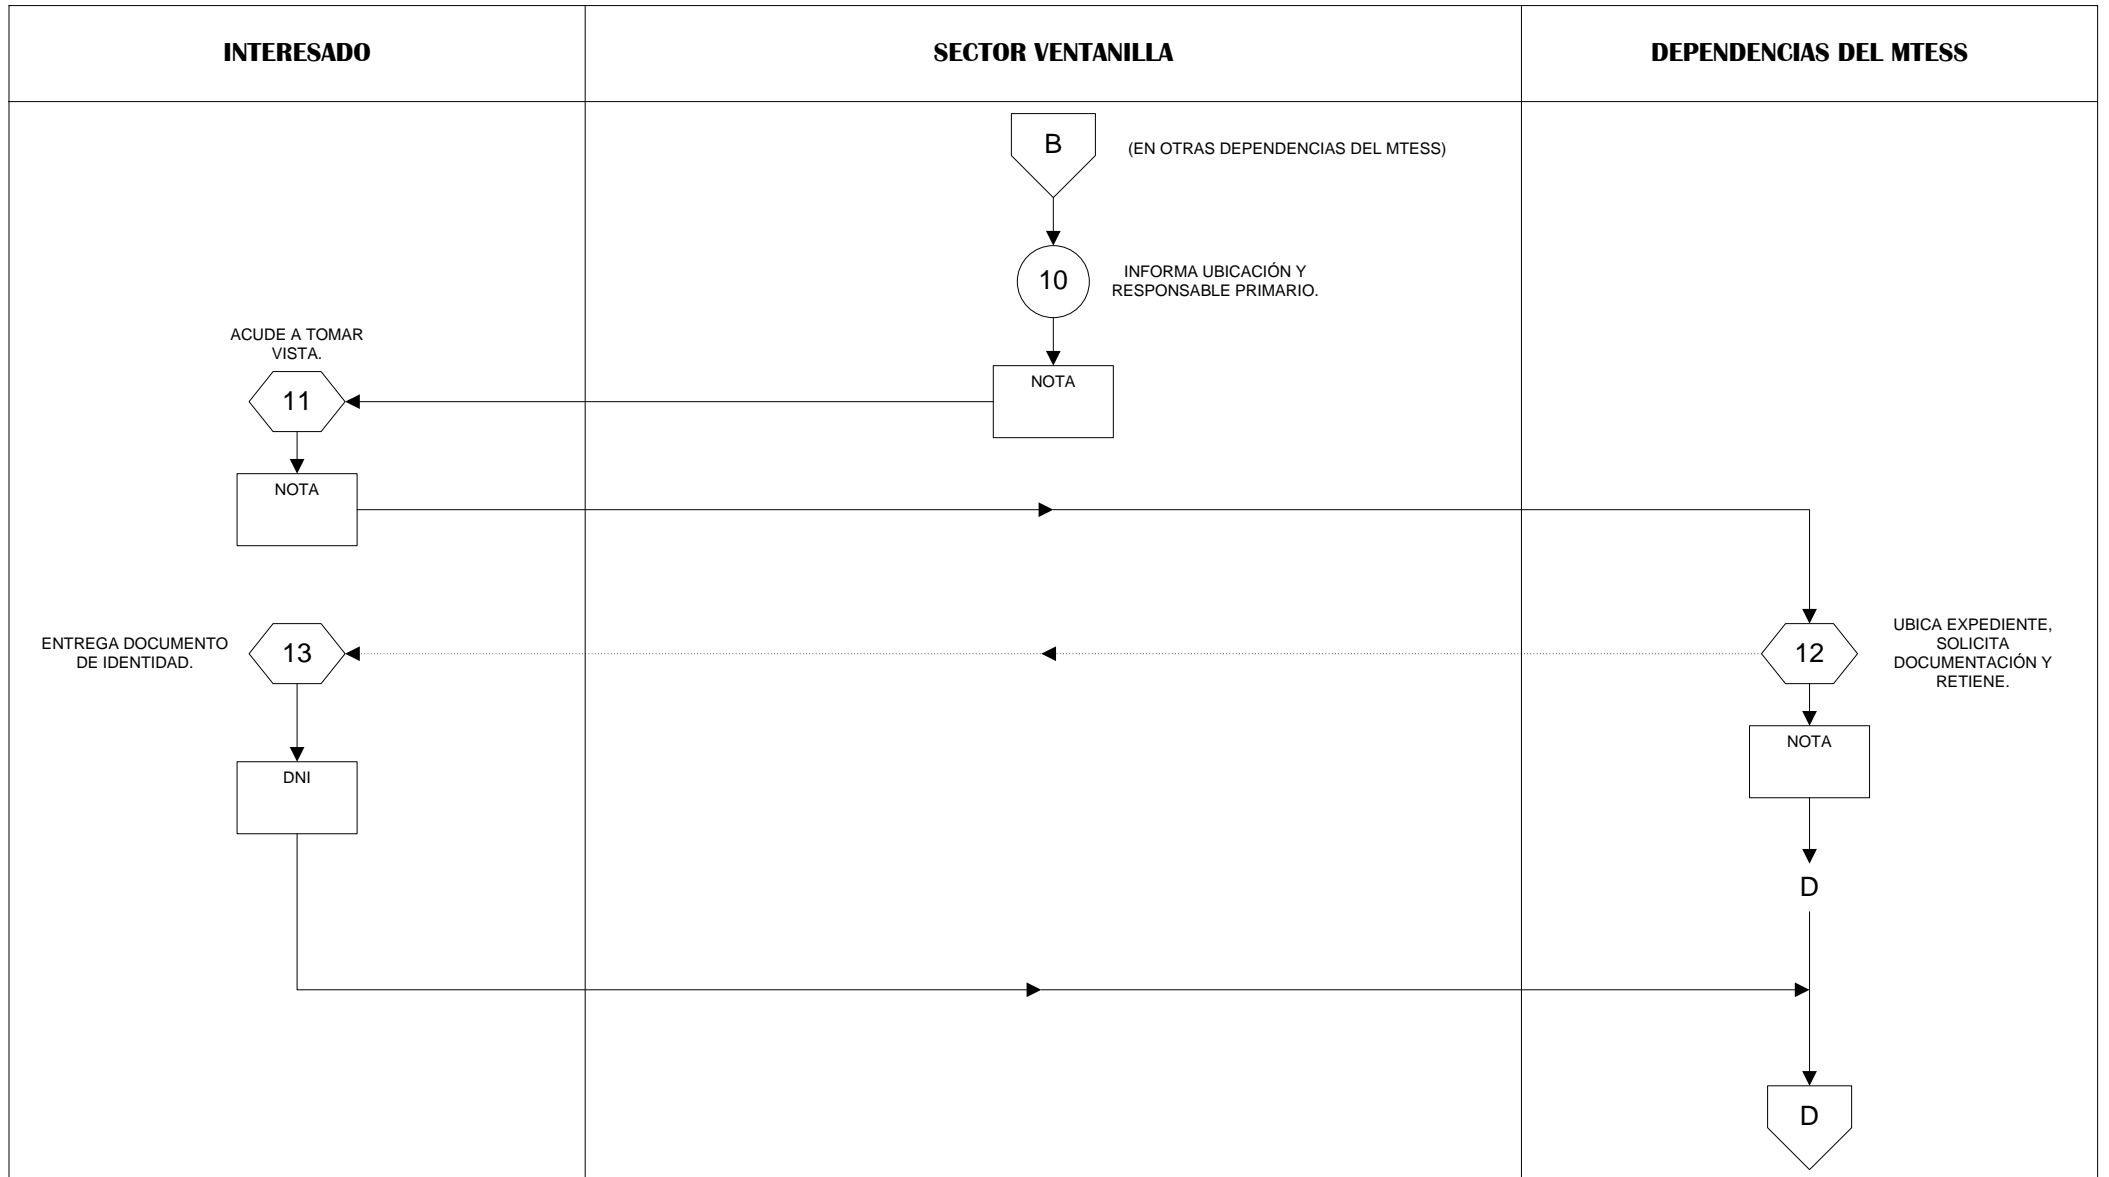 INTERESADO
SECTOR VENTANILLA
DEPENDENCIAS DEL MTESS
B
(EN OTRAS DEPENDENCIAS DEL MTESS)
10
INFORMA UBICACIÓN Y
RESPONSABLE PRIMARIO.
ACUDE A TOMAR
VISTA.
11
NOTA
NOTA
ENTREGA DOCUMENTO
DE IDENTIDAD.
13
12
UBICA EXPEDIENTE,
SOLICITA
DOCUMENTACIÓN Y
RETIENE.
NOTA
DNI
D
D